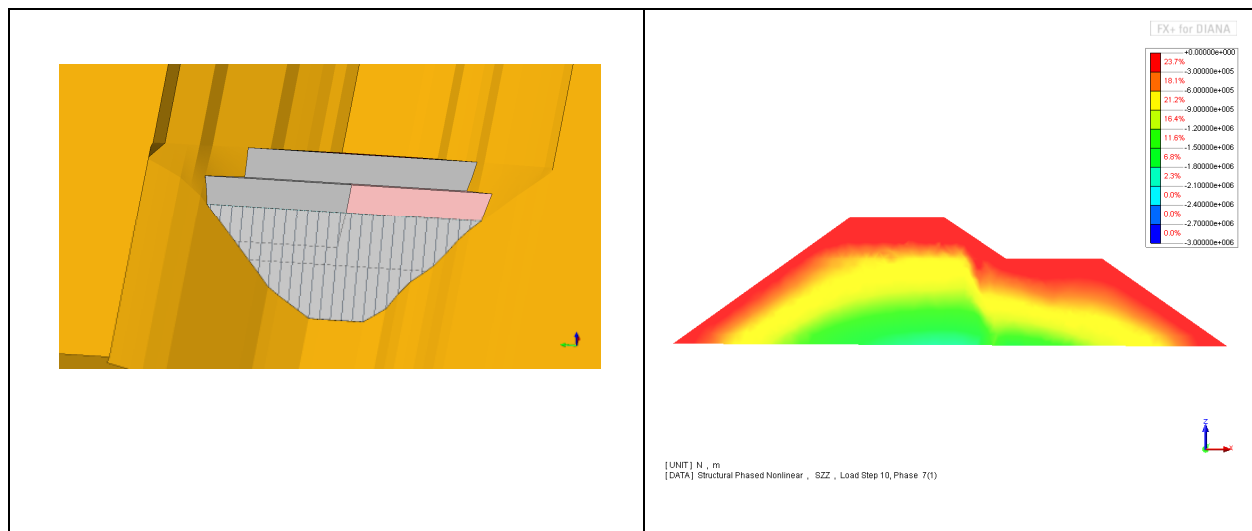 FX+ for DIANA
+0.00000e+000
23.7%
-3.00000e+005
18.1%
-6.00000e+005
21.2%
-9.00000e+005
16.4%
-1.20000e+006
11.6%
-1.50000e+006
6.8%
-1.80000e+006
2.3%
-2.10000e+006
0.0%
-2.40000e+006
0.0%
-2.70000e+006
0.0%
-3.00000e+006
Z
X
[UNIT] N , m
[DATA] Structural Phased Nonlinear , SZZ , Load Step 10, Phase 7(1)